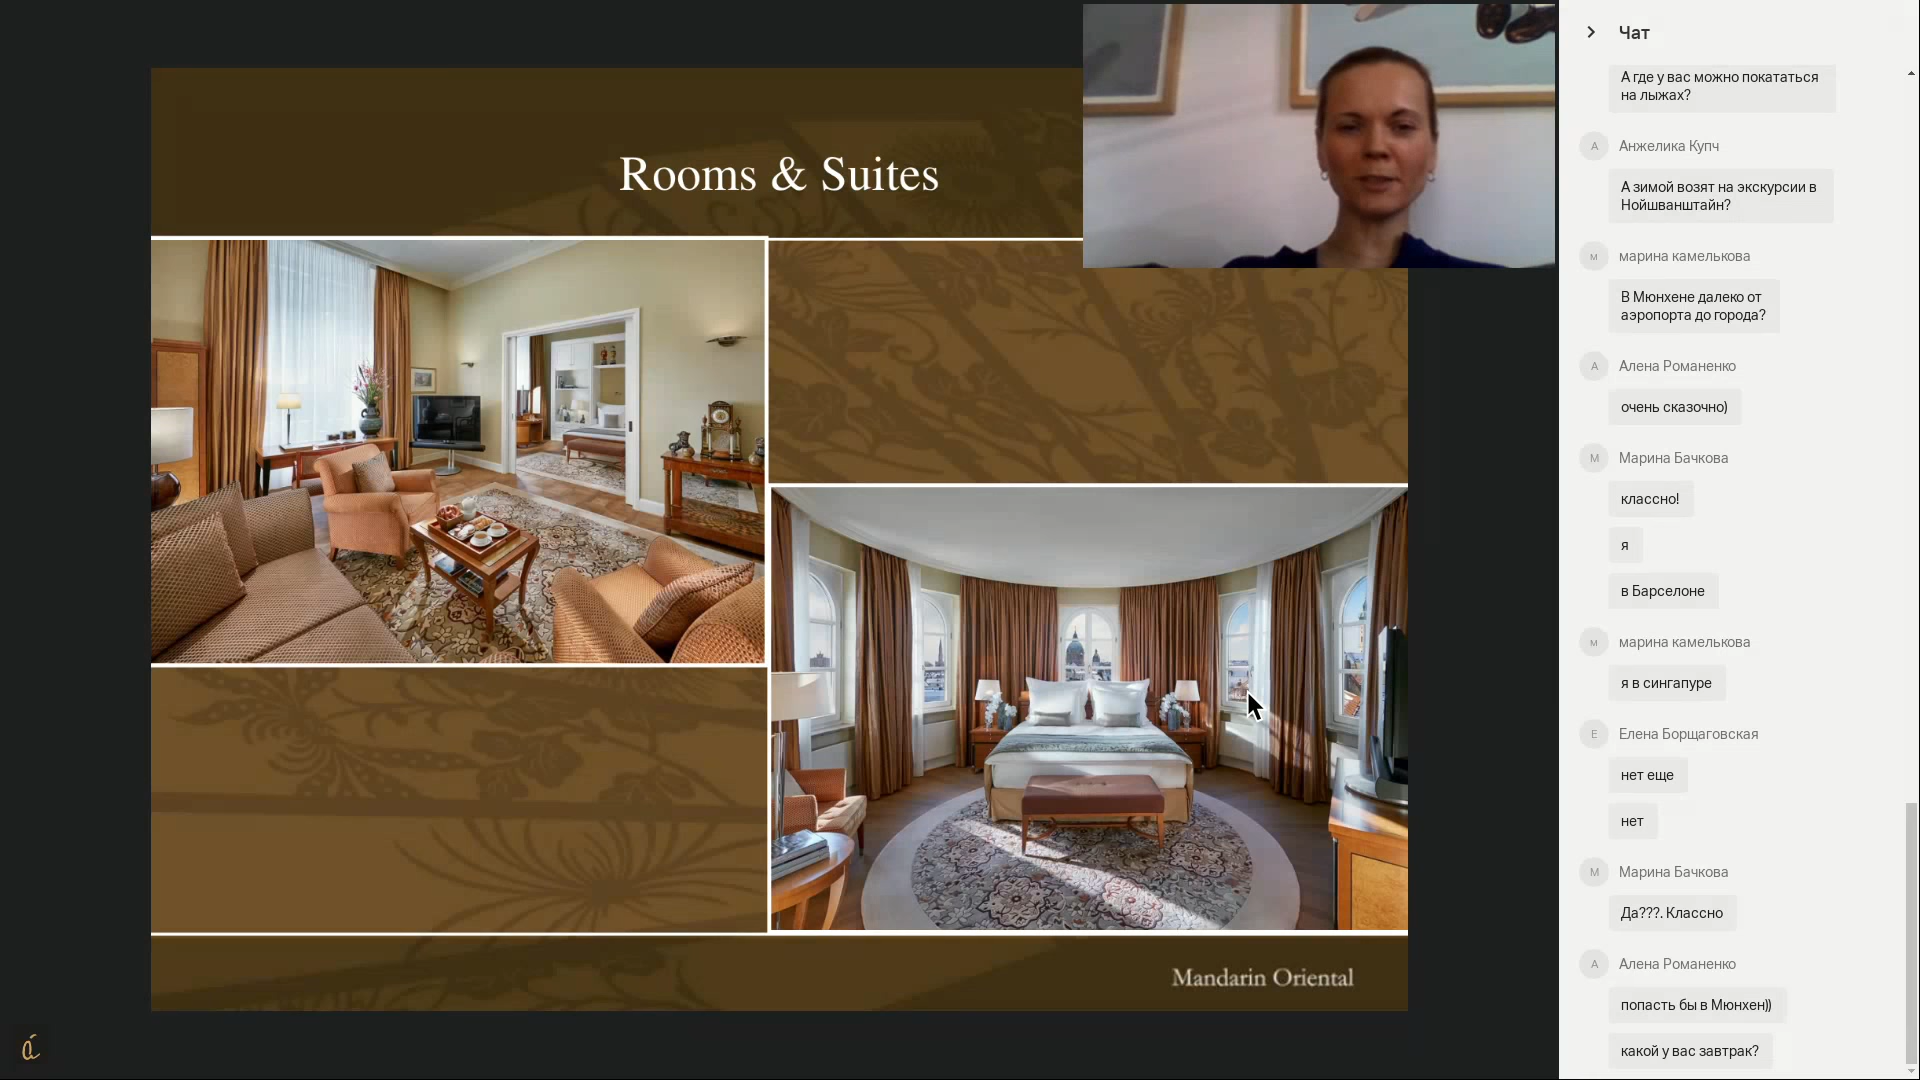 Rooms & Suites
Mandarin Oriental
á
Чат
А где у вас можно покататься
на лыжах?
А
Анжелика Купч
А зимой возят на экскурсии в
Нойшванштайн?
м
марина камелькова
В Мюнхене далеко от
аэропорта до города?
А
Алена Романенко
очень сказочно)
М
Марина Бачкова
классно!
я
в Барселоне
м
марина камелькова
я в сингапуре
Е
Елена Борщаговская
нет еще
нет
М
Марина Бачкова
Да???. Классно
А
Алена Романенко
попасть бы в Мюнхен))
какой у вас завтрак?